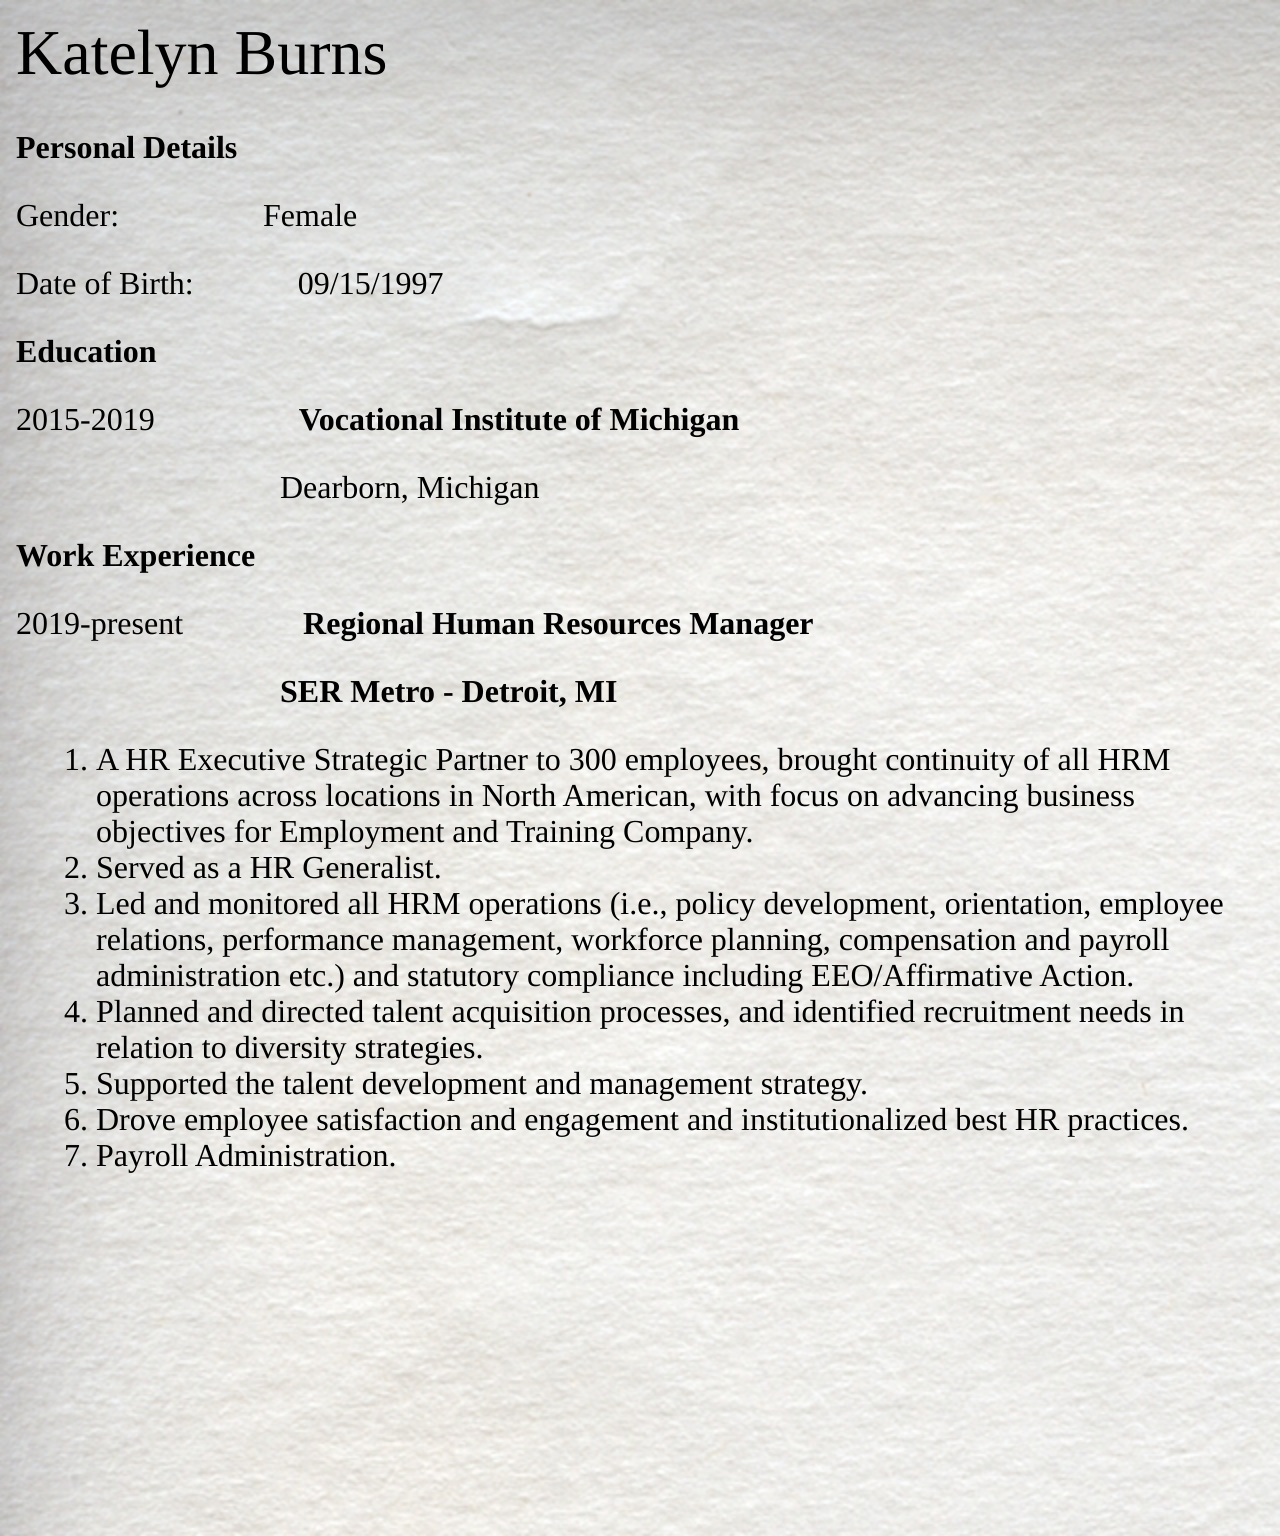 Katelyn Burns
Personal Details
Gender: Female
Date of Birth: 09/15/1997
Education
2015-2019 Vocational Institute of Michigan
Dearborn, Michigan
Work Experience
2019-present Regional Human Resources Manager
SER Metro - Detroit, MI
1. A HR Executive Strategic Partner to 300 employees, brought continuity of all HRM
operations across locations in North American, with focus on advancing business
objectives for Employment and Training Company.
2. Served as a HR Generalist.
3. Led and monitored all HRM operations (i.e., policy development, orientation, employee
relations, performance management, workforce planning, compensation and payroll
administration etc.) and statutory compliance including EEO/Affirmative Action.
4. Planned and directed talent acquisition processes, and identified recruitment needs in
relation to diversity strategies.
5. Supported the talent development and management strategy.
6. Drove employee satisfaction and engagement and institutionalized best HR practices.
7. Payroll Administration.